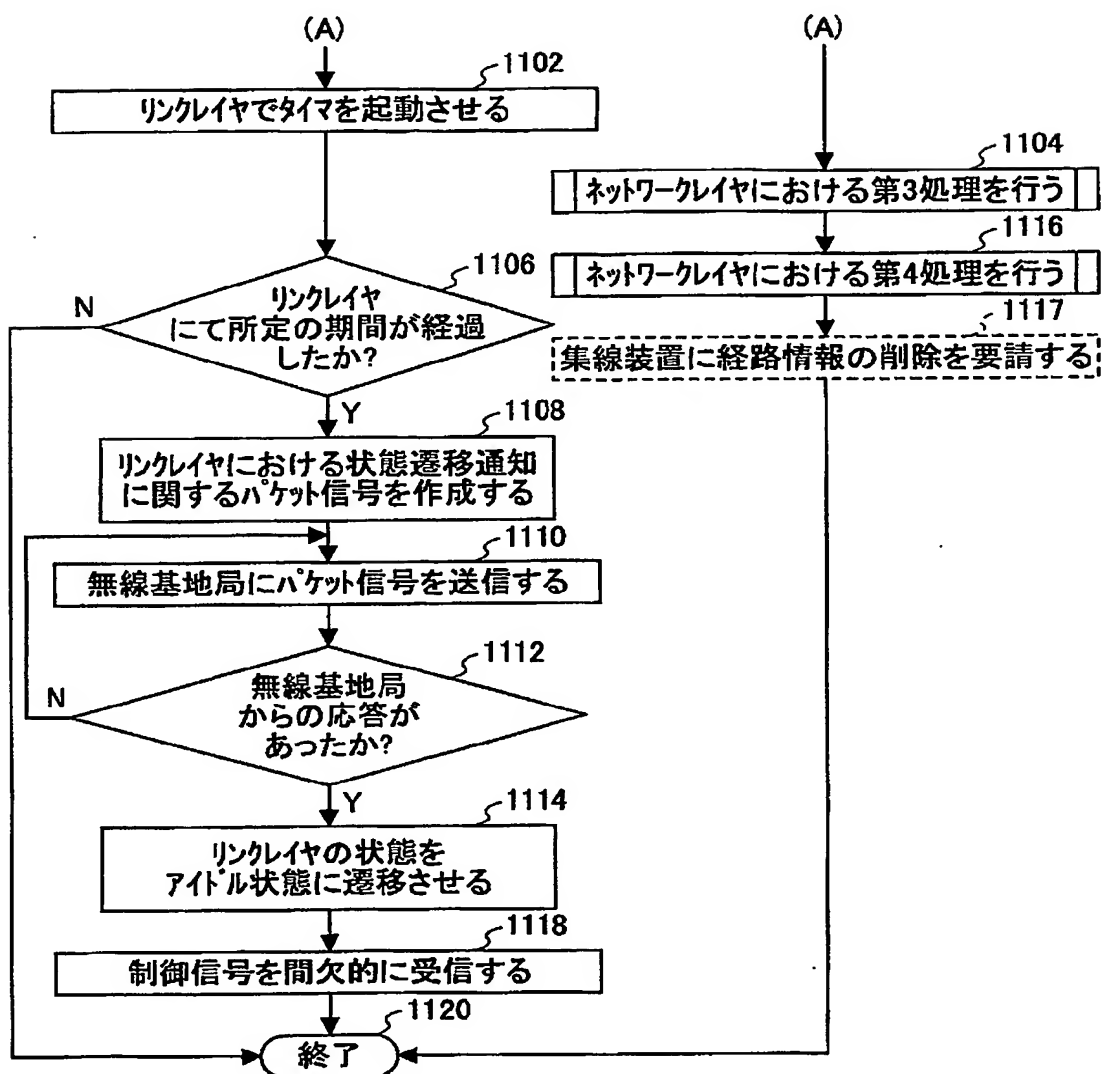 (A)
1102
リンクレイヤでタイマを起動させる
1106
リンクレイヤ
にて所定の期間が経過
したか?
N
Y
1108
リンクレイヤにおける状態遷移通知
に関するパケット信号を作成する
1110
無線基地局にパケット信号を送信する
1112
無線基地局
からの応答が
あったか?
N
Y
1114
リンクレイヤの状態を
アイドル状態に遷移させる
1118
制御信号を間欠的に受信する
1120
終了
(A)
1104
ネットワークレイヤにおける第3処理を行う
1116
ネットワークレイヤにおける第4処理を行う
1117
集線装置に経路情報の削除を要請する